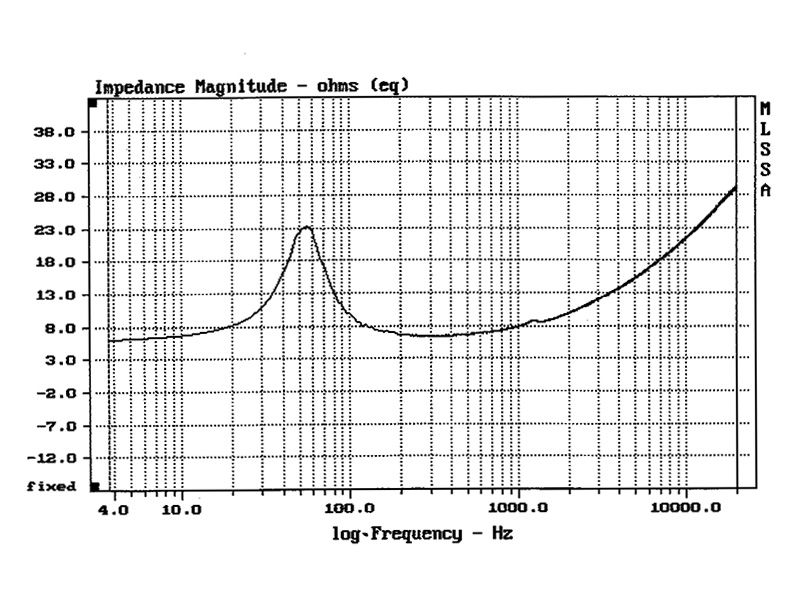 Impedance Magnitude - ohms (eq)
M
L
S
S
A
38.0
33.0
28.0
23.0
18.0
13.0
8.0
3.0
-2.0
-7.0
-12.0
fixed
4.0 10.0 100.0 1000.0 10000.0
log-Frequency - Hz